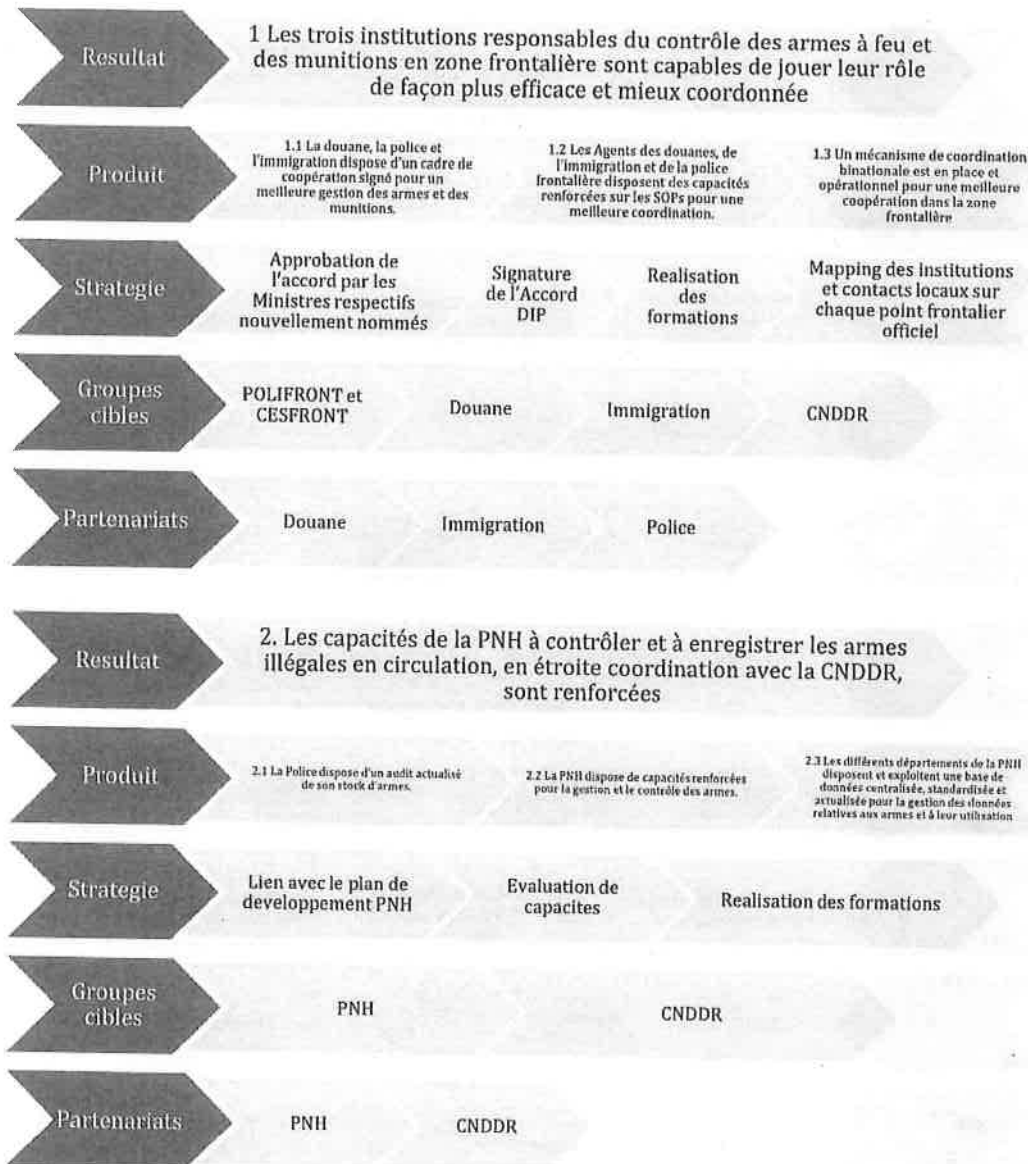 Resultat
1 Les trois institutions responsables du contrôle des armes à feu et
des munitions en zone frontalière sont capables de jouer leur rôle
de façon plus efficace et mieux coordonnée
Produit
1.1 La douane, la police et
l'immigration dispose d'un cadre de
coopération signé pour un
meilleure gestion des armes et des
munitions.
1.2 Les Agents des douanes, de
l'immigration et de la police
frontalière disposent des capacités
renforcées sur les SOPs pour une
meilleure coordination.
1.3 Un mécanisme de coordination
binationale est en place et
opérationnel pour une meilleure
coopération dans la zone
frontalière
Strategie
Approbation de
l'accord par les
Ministres respectifs
nouvellement nommés
Signature
de l'Accord
DIP
Realisation
des
formations
Mapping des institutions
et contacts locaux sur
chaque point frontalier
officiel
Groupes
cibles
POLIFRONT et
CESFRONT
Douane
Immigration
CNDDR
Partenariats
Douane
Immigration
Police
Resultat
2. Les capacités de la PNH à contrôler et à enregistrer les armes
illégales en circulation, en étroite coordination avec la CNDDR,
sont renforcées
Produit
2.1 La Police dispose d'un audit actualisé
de son stock d'armes.
2.2 La PNH dispose de capacités renforcées
pour la gestion et le contrôle des armes.
2.3 Les différents départements de la PNH
disposent et exploitent une base de
données centralisée, standardisée et
actualisée pour la gestion des données
relatives aux armes et à leur utilisation
Strategie
Lien avec le plan de
developpement PNH
Evaluation de
capacites
Realisation des formations
Groupes
cibles
PNH
CNDDR
Partenariats
PNH
CNDDR